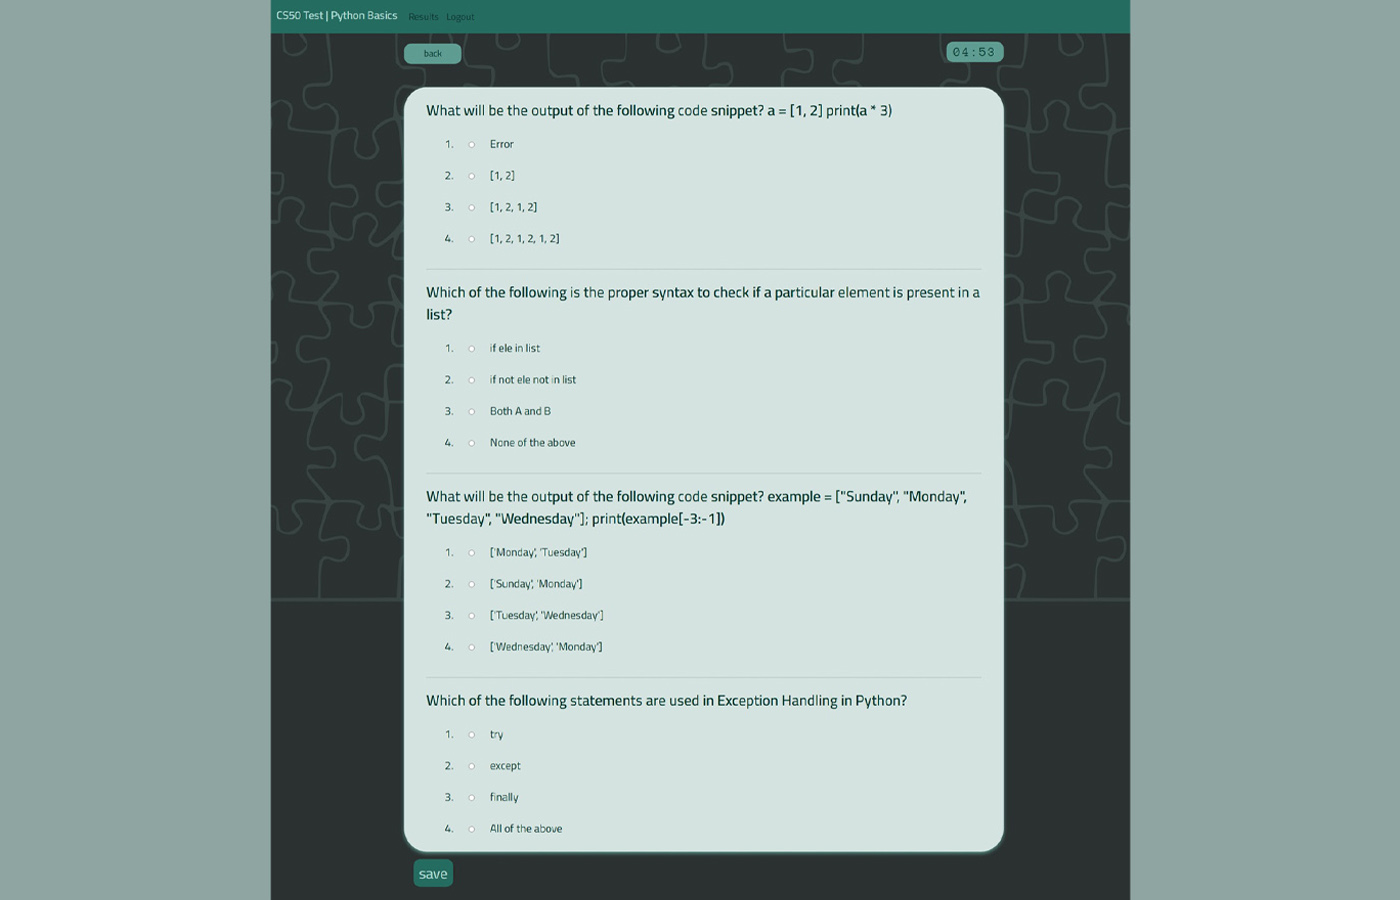 CS50 Test | Python Basics Results Logout
back 04:53
What will be the output of the following code snippet? a = [1, 2] print(a * 3)
1. Error
2. [1, 2]
3. [1, 2, 1, 2]
4. [1, 2, 1, 2, 1, 2]
Which of the following is the proper syntax to check if a particular element is present in a
list?
1. if ele in list
2. if not ele not in list
3. Both A and B
4. None of the above
What will be the output of the following code snippet? example = ["Sunday", "Monday",
"Tuesday", "Wednesday"]; print(example[-3:-1])
1. ['Monday', 'Tuesday']
2. ['Sunday', 'Monday']
3. ['Tuesday', 'Wednesday']
4. ['Wednesday', 'Monday']
Which of the following statements are used in Exception Handling in Python?
1. try
2. except
3. finally
4. All of the above
save